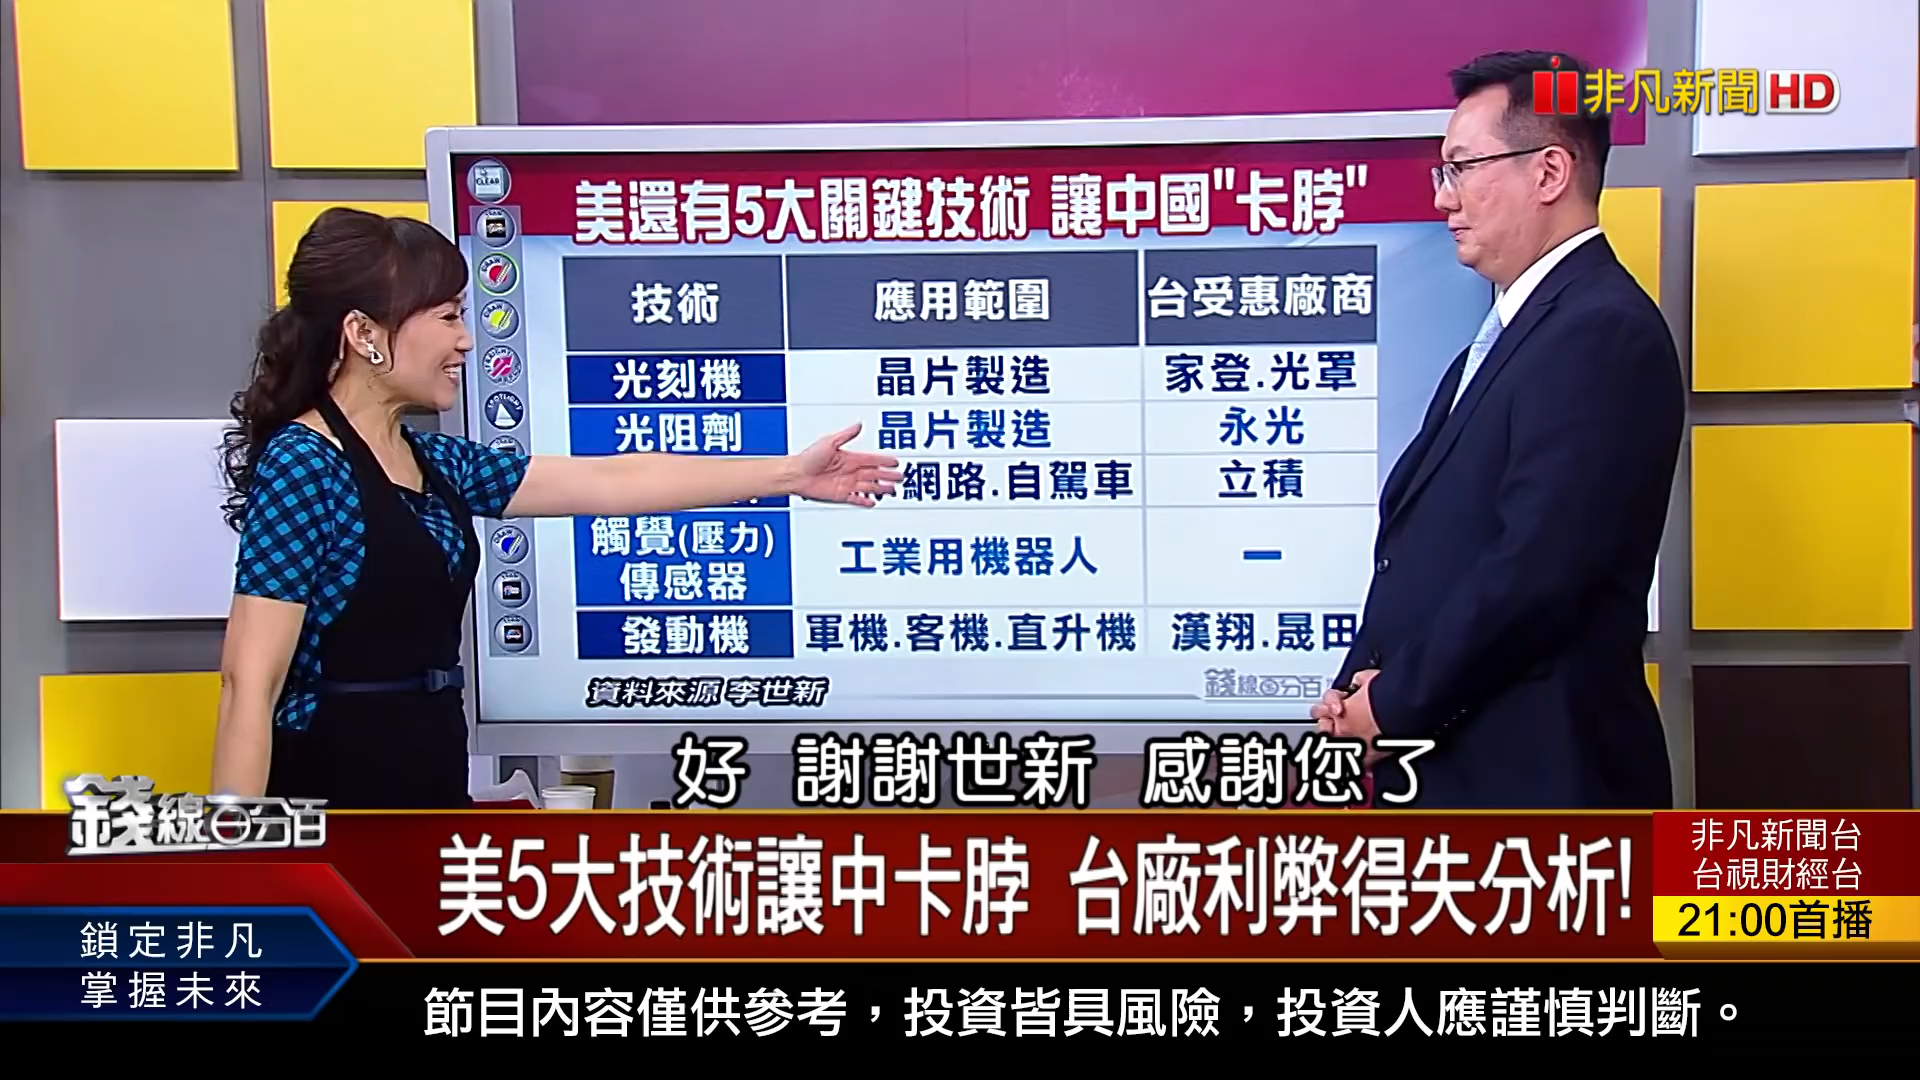 非凡新聞HD
CLEAR
美還有5大關鍵技術 讓中國"卡脖"
技術 應用範圍 台受惠廠商
光刻機 晶片製造 家登.光罩
光阻劑 晶片製造 永光
網路.自駕車 立積
觸覺(壓力)
傳感器 工業用機器人 —
發動機 軍機.客機.直升機 漢翔.晟田
SPOTLIGHT
資料來源 李世新
錢線百分百
好 謝謝世新 感謝您了
錢線百分百
美5大技術讓中卡脖 台廠利弊得失分析!
非凡新聞台
台視財經台
21:00首播
鎖定非凡
掌握未來
節目內容僅供參考，投資皆具風險，投資人應謹慎判斷。